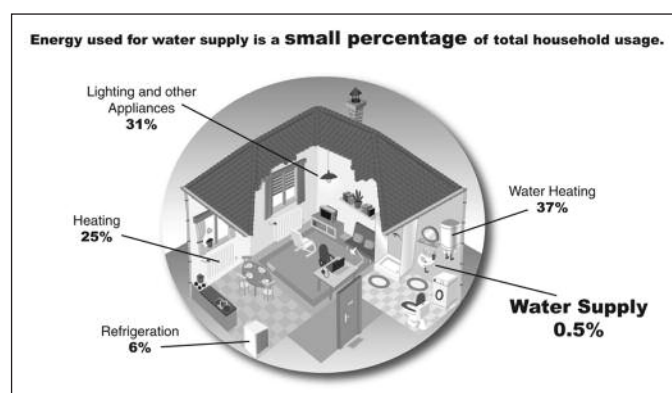 Energy used for water supply is a small percentage of total household usage.
Lighting and other
Appliances
31%
Water Heating
37%
Heating
25%
Water Supply
0.5%
Refrigeration
6%